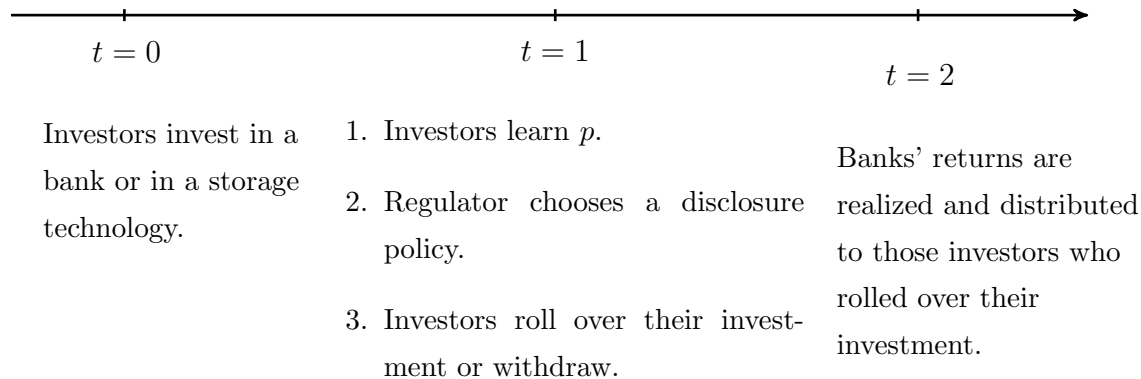 t = 0
t = 1
t = 2
Investors invest in a
bank or in a storage
technology.
1. Investors learn p.
2. Regulator chooses a disclosure
policy.
3. Investors roll over their invest-
ment or withdraw.
Banks' returns are
realized and distributed
to those investors who
rolled over their
investment.